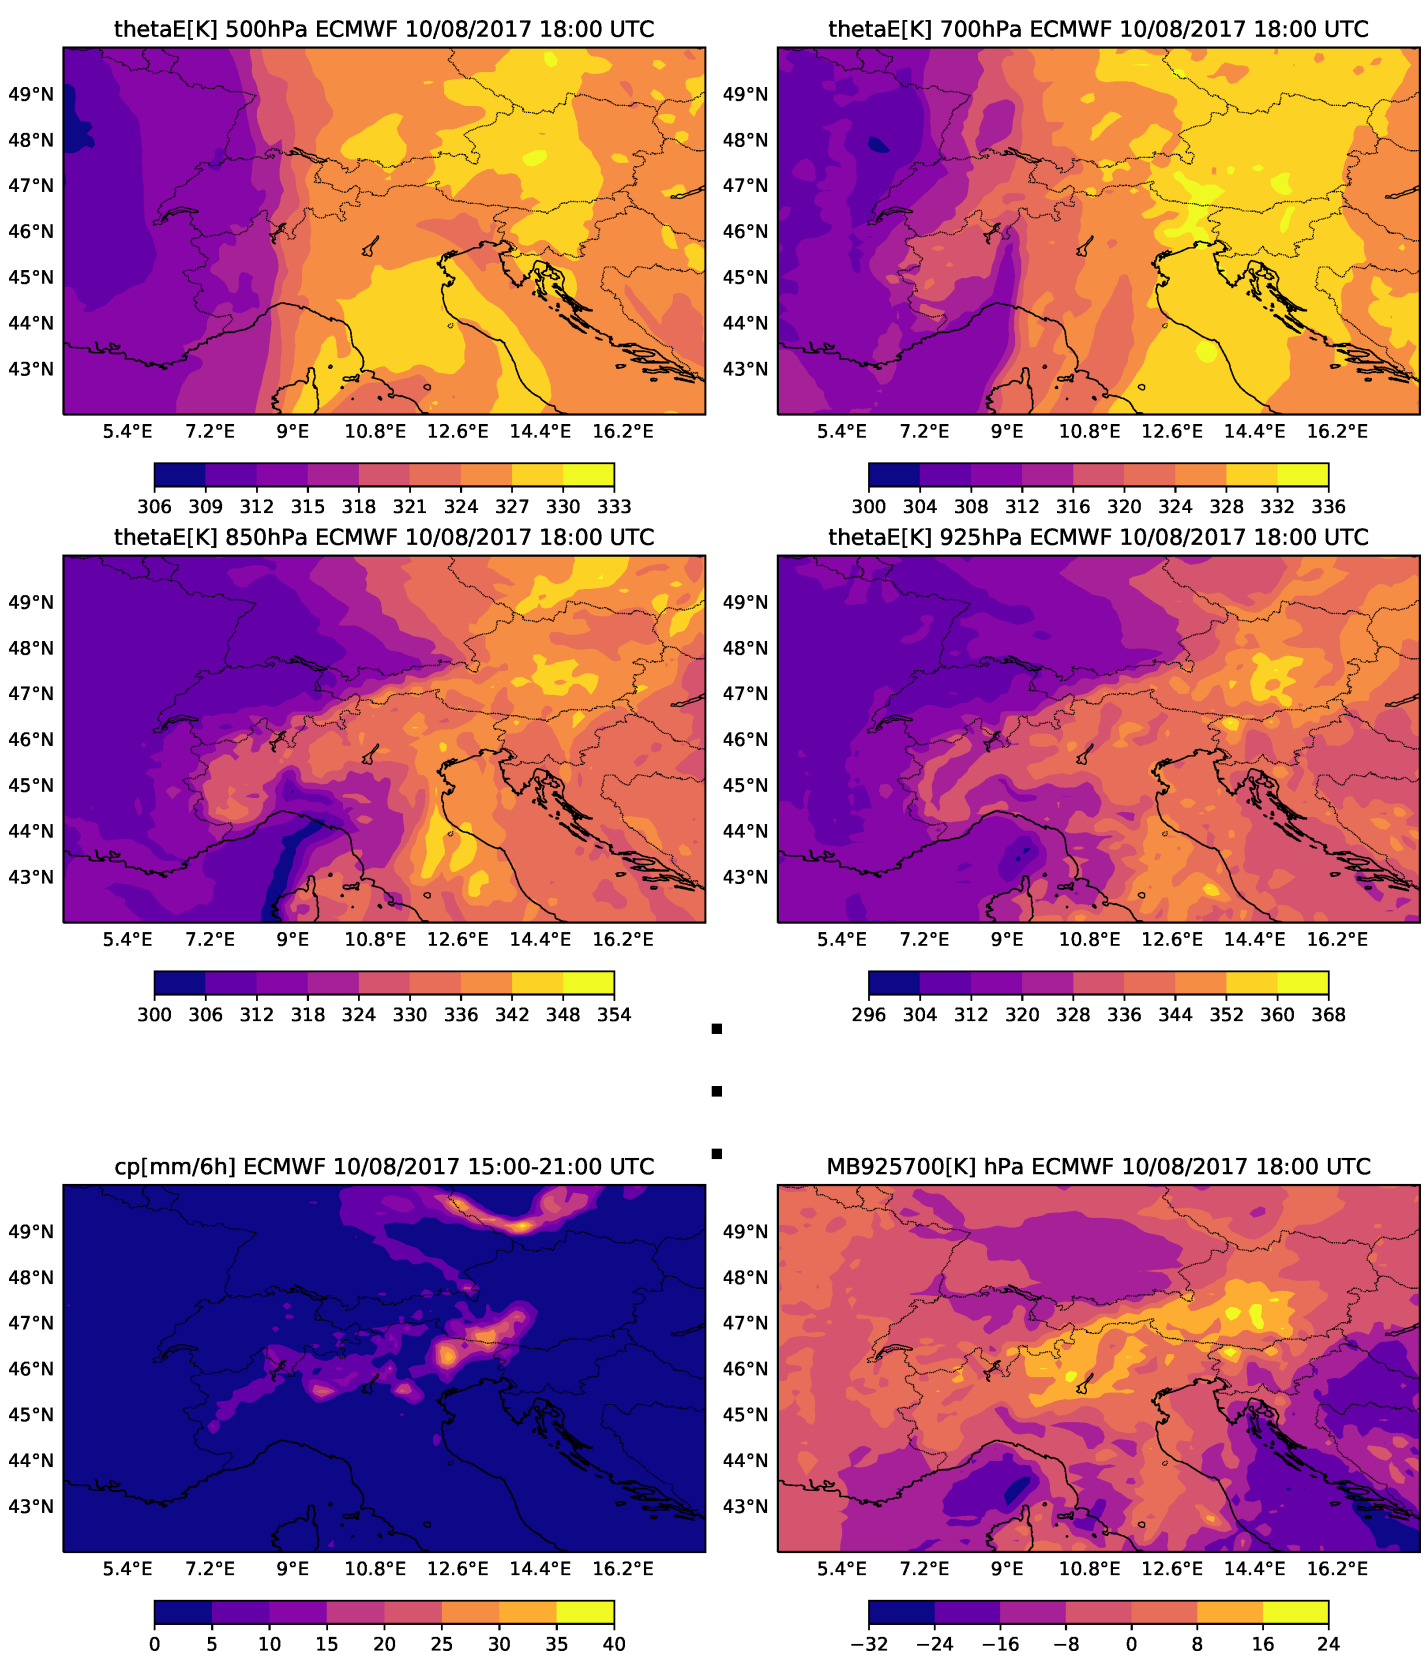 thetaE[K] 500hPa ECMWF 10/08/2017 18:00 UTC
49°N
48°N
47°N
46°N
45°N
44°N
43°N
5.4°E 7.2°E 9°E 10.8°E 12.6°E 14.4°E 16.2°E
306 309 312 315 318 321 324 327 330 333
thetaE[K] 700hPa ECMWF 10/08/2017 18:00 UTC
49°N
48°N
47°N
46°N
45°N
44°N
43°N
5.4°E 7.2°E 9°E 10.8°E 12.6°E 14.4°E 16.2°E
300 304 308 312 316 320 324 328 332 336
thetaE[K] 850hPa ECMWF 10/08/2017 18:00 UTC
49°N
48°N
47°N
46°N
45°N
44°N
43°N
5.4°E 7.2°E 9°E 10.8°E 12.6°E 14.4°E 16.2°E
300 306 312 318 324 330 336 342 348 354
thetaE[K] 925hPa ECMWF 10/08/2017 18:00 UTC
49°N
48°N
47°N
46°N
45°N
44°N
43°N
5.4°E 7.2°E 9°E 10.8°E 12.6°E 14.4°E 16.2°E
296 304 312 320 328 336 344 352 360 368
cp[mm/6h] ECMWF 10/08/2017 15:00-21:00 UTC
49°N
48°N
47°N
46°N
45°N
44°N
43°N
5.4°E 7.2°E 9°E 10.8°E 12.6°E 14.4°E 16.2°E
0 5 10 15 20 25 30 35 40
MB925700[K] hPa ECMWF 10/08/2017 18:00 UTC
49°N
48°N
47°N
46°N
45°N
44°N
43°N
5.4°E 7.2°E 9°E 10.8°E 12.6°E 14.4°E 16.2°E
−32 −24 −16 −8 0 8 16 24